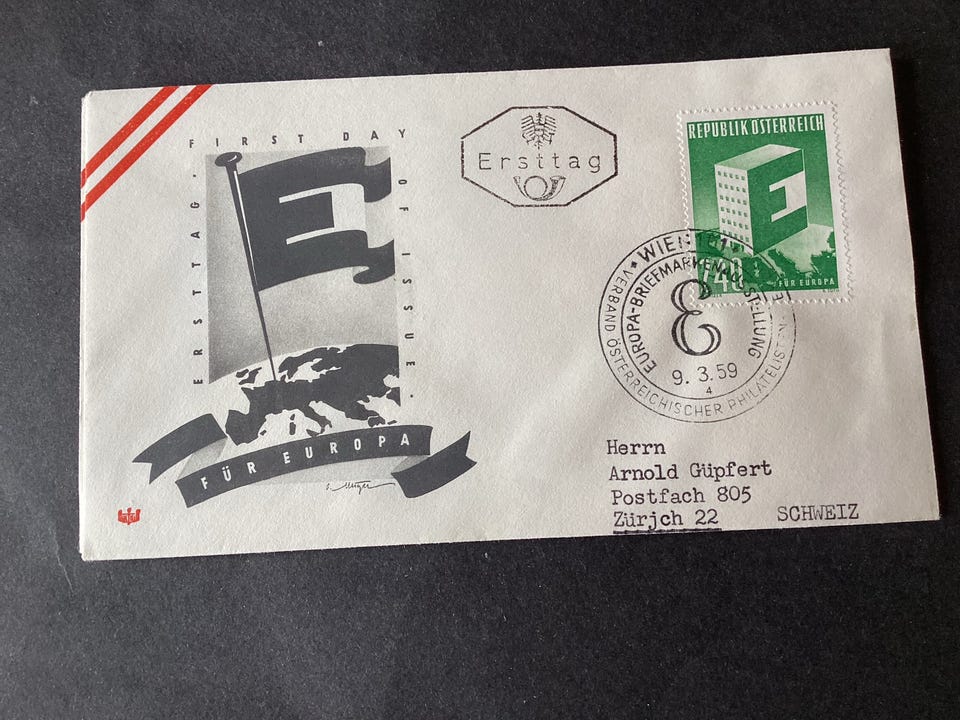 FIRST DAY
OF ISSUE.
ERSTTAG.
E
FÜR EUROPA
Ersttag
REPUBLIK ÖSTERREICH
E
FÜR EUROPA
WIEN
EUROPA-BRIEFMARKENAUSSTELLUNG
VERBAND ÖSTERREICHISCHER PHILATELISTEN
E
9.3.59
4
Herrn
Arnold Güpfert
Postfach 805
Zürjch 22 SCHWEIZ